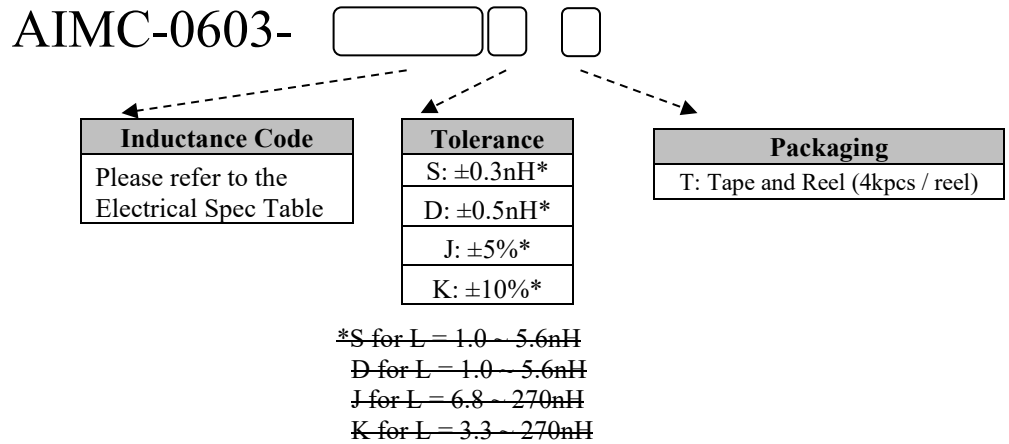 AIMC-0603-
Inductance Code
Please refer to the
Electrical Spec Table
Tolerance
S: ±0.3nH*
D: ±0.5nH*
J: ±5%*
K: ±10%*
Packaging
T: Tape and Reel (4kpcs / reel)
*S for L = 1.0 ~ 5.6nH
D for L = 1.0 ~ 5.6nH
J for L = 6.8 ~ 270nH
K for L = 3.3 ~ 270nH